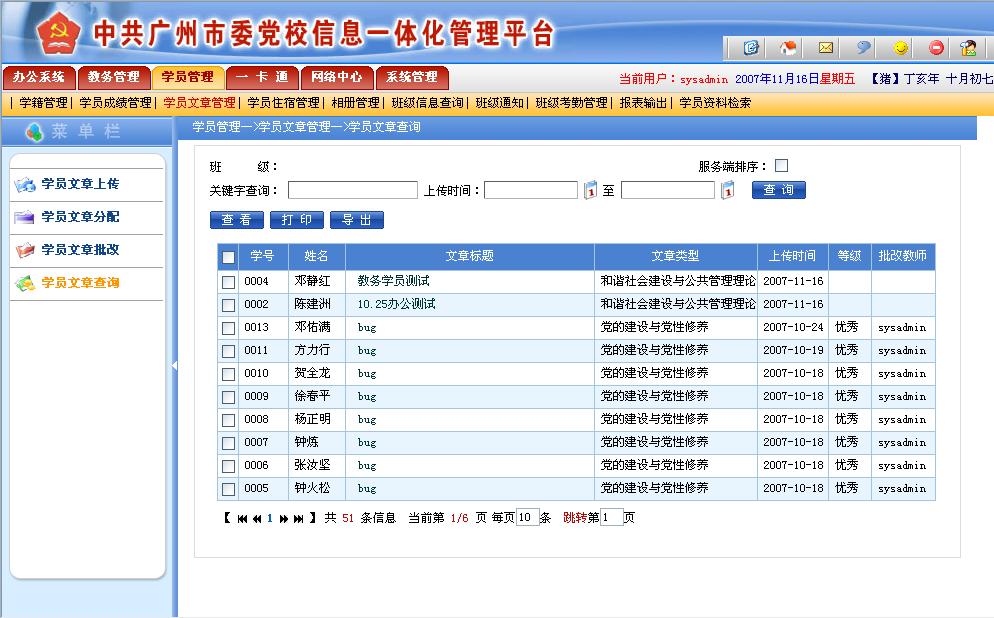 中共广州市委党校信息一体化管理平台
办公系统 教务管理 学员管理 一卡通 网络中心 系统管理
当前用户：sysadmin 2007年11月16日星期五 【猪】丁亥年 十月初七
| 学籍管理| 学员成绩管理| 学员文章管理| 学员住宿管理| 相册管理| 班级信息查询| 班级通知| 班级考勤管理| 报表输出| 学员资料检索
菜单栏
学员管理—>学员文章管理—>学员文章查询
学员文章上传
学员文章分配
学员文章批改
学员文章查询
班 级： 服务端排序：
关键字查询： 上传时间： 1 至 1 查询
查看 打印 导出
学号 姓名 文章标题 文章类型 上传时间 等级 批改教师
0004 邓静红 教务学员测试 和谐社会建设与公共管理理论 2007-11-16
0002 陈建洲 10.25办公测试 和谐社会建设与公共管理理论 2007-11-16
0013 邓佑满 bug 党的建设与党性修养 2007-10-24 优秀 sysadmin
0011 方力行 bug 党的建设与党性修养 2007-10-19 优秀 sysadmin
0010 贺全龙 bug 党的建设与党性修养 2007-10-18 优秀 sysadmin
0009 徐春平 bug 党的建设与党性修养 2007-10-18 优秀 sysadmin
0008 杨正明 bug 党的建设与党性修养 2007-10-18 优秀 sysadmin
0007 钟炼 bug 党的建设与党性修养 2007-10-18 优秀 sysadmin
0006 张汝坚 bug 党的建设与党性修养 2007-10-18 优秀 sysadmin
0005 钟火松 bug 党的建设与党性修养 2007-10-18 优秀 sysadmin
【 1 】 共 51 条信息 当前第 1/6 页 每页10条 跳转第1页